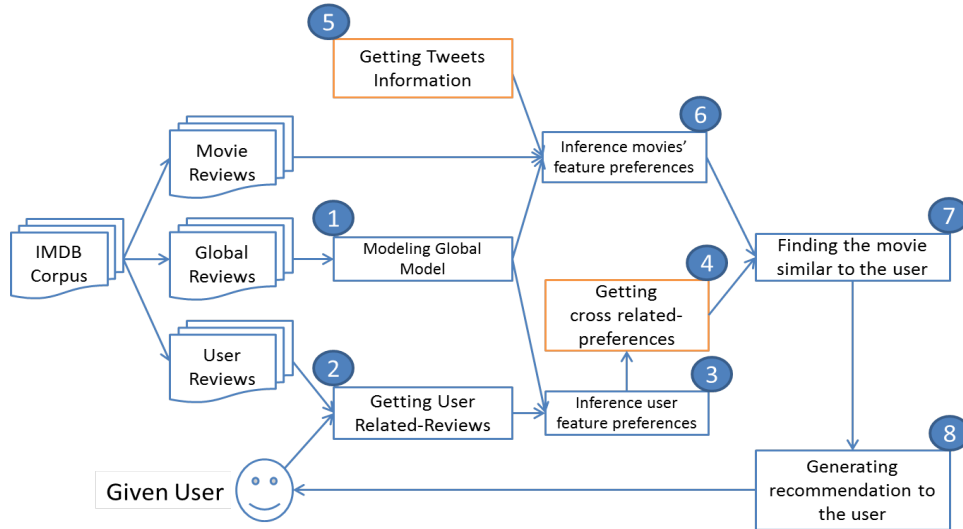 5
Getting Tweets
Information
6
Movie
Reviews
Inference movies'
feature preferences
1
7
IMDB
Corpus
Global
Reviews
Modeling Global
Model
Finding the movie
similar to the user
4
Getting
cross related-
preferences
User
Reviews
2
3
Getting User
Related-Reviews
Inference user
feature preferences
8
Given User
Generating
recommendation to
the user